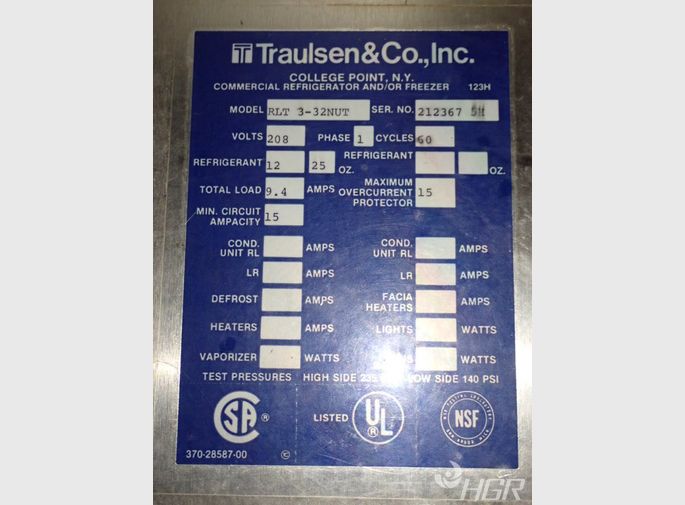 Traulsen&Co.,Inc.
COLLEGE POINT, N.Y.
COMMERCIAL REFRIGERATOR AND/OR FREEZER 123H
MODEL RLT 3-32NUT SER. NO. 212367
VOLTS 208 PHASE 1 CYCLES 60
REFRIGERANT 12 25 OZ. REFRIGERANT OZ.
TOTAL LOAD 9.4 AMPS MAXIMUM OVERCURRENT PROTECTOR 15
MIN. CIRCUIT AMPACITY 15
COND. UNIT RL AMPS COND. UNIT RL AMPS
LR AMPS LR AMPS
DEFROST AMPS FACIA HEATERS AMPS
HEATERS AMPS LIGHTS WATTS
VAPORIZER WATTS WATTS
TEST PRESSURES HIGH SIDE 235 LOW SIDE 140 PSI
SA ® LISTED UL ® NSF
370-28587-00 ©
HGR